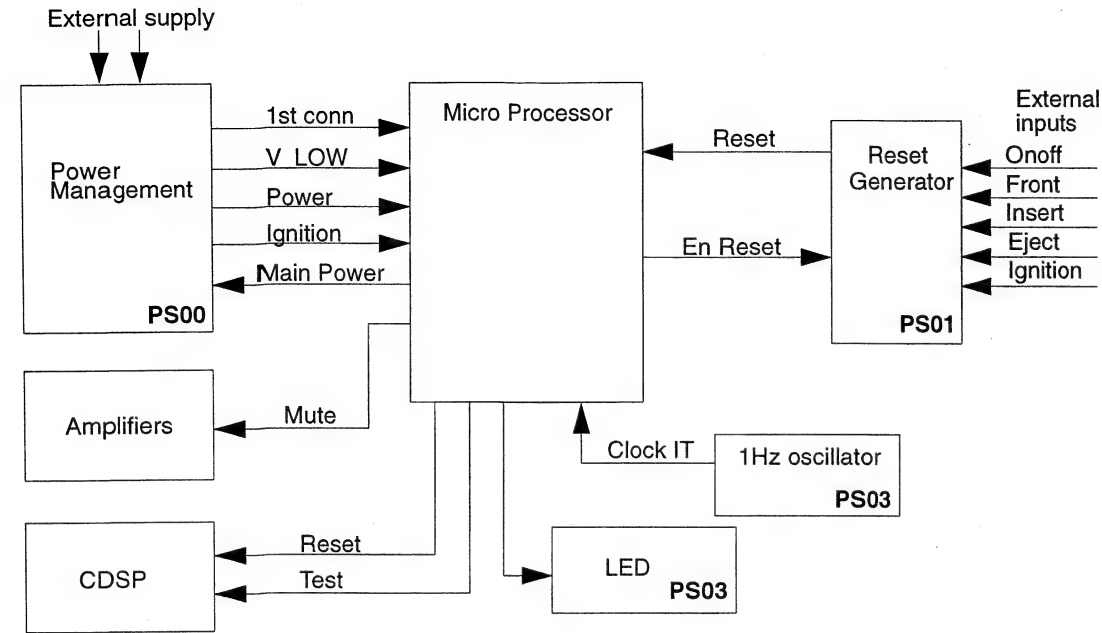 External supply
Power
Management
PS00
1st conn
V LOW
Power
Ignition
Main Power
Micro Processor
Reset
En Reset
Reset
Generator
PS01
External
inputs
Onoff
Front
Insert
Eject
Ignition
Amplifiers
Mute
Clock IT
1Hz oscillator
PS03
CDSP
Reset
Test
LED
PS03